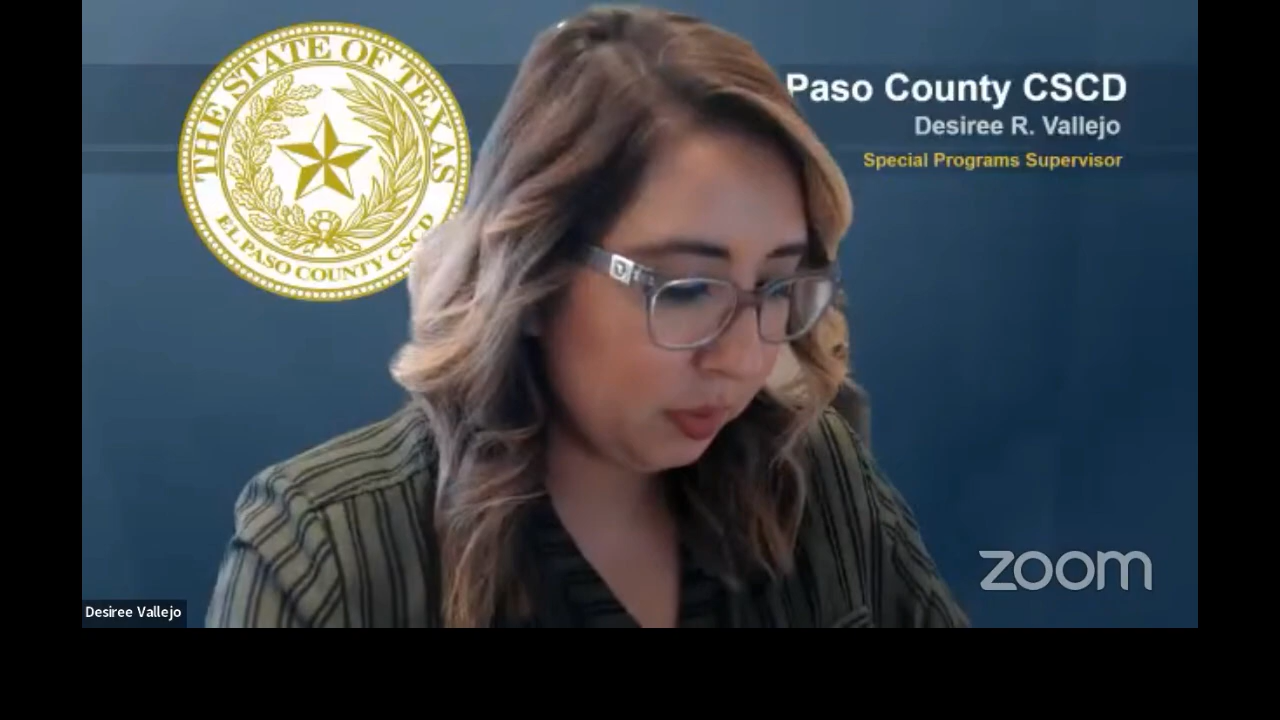 THE STATE OF TEXAS
EL PASO COUNTY CSCD
Paso County CSCD
Desiree R. Vallejo
Special Programs Supervisor
zoom
Desiree Vallejo